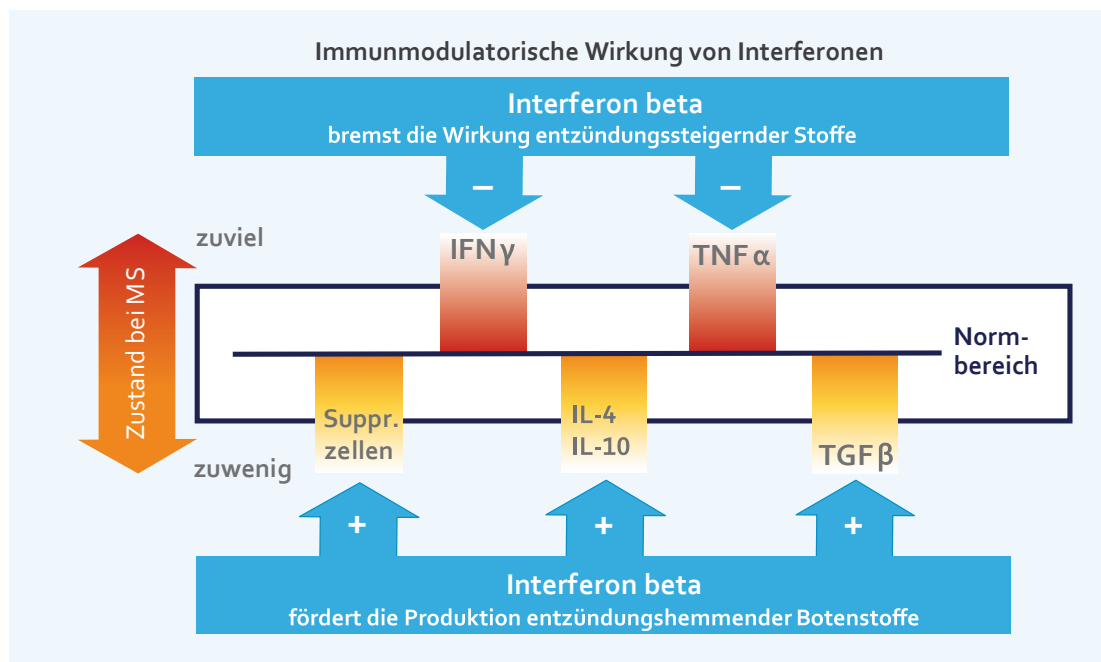 Immunmodulatorische Wirkung von Interferonen
Interferon beta
bremst die Wirkung entzündungssteigernder Stoffe
–
–
zuviel
IFN γ
TNF α
Zustand bei MS
Norm-
bereich
Suppr.
zellen
IL-4
IL-10
TGF β
zuwenig
+
+
+
Interferon beta
fördert die Produktion entzündungshemmender Botenstoffe